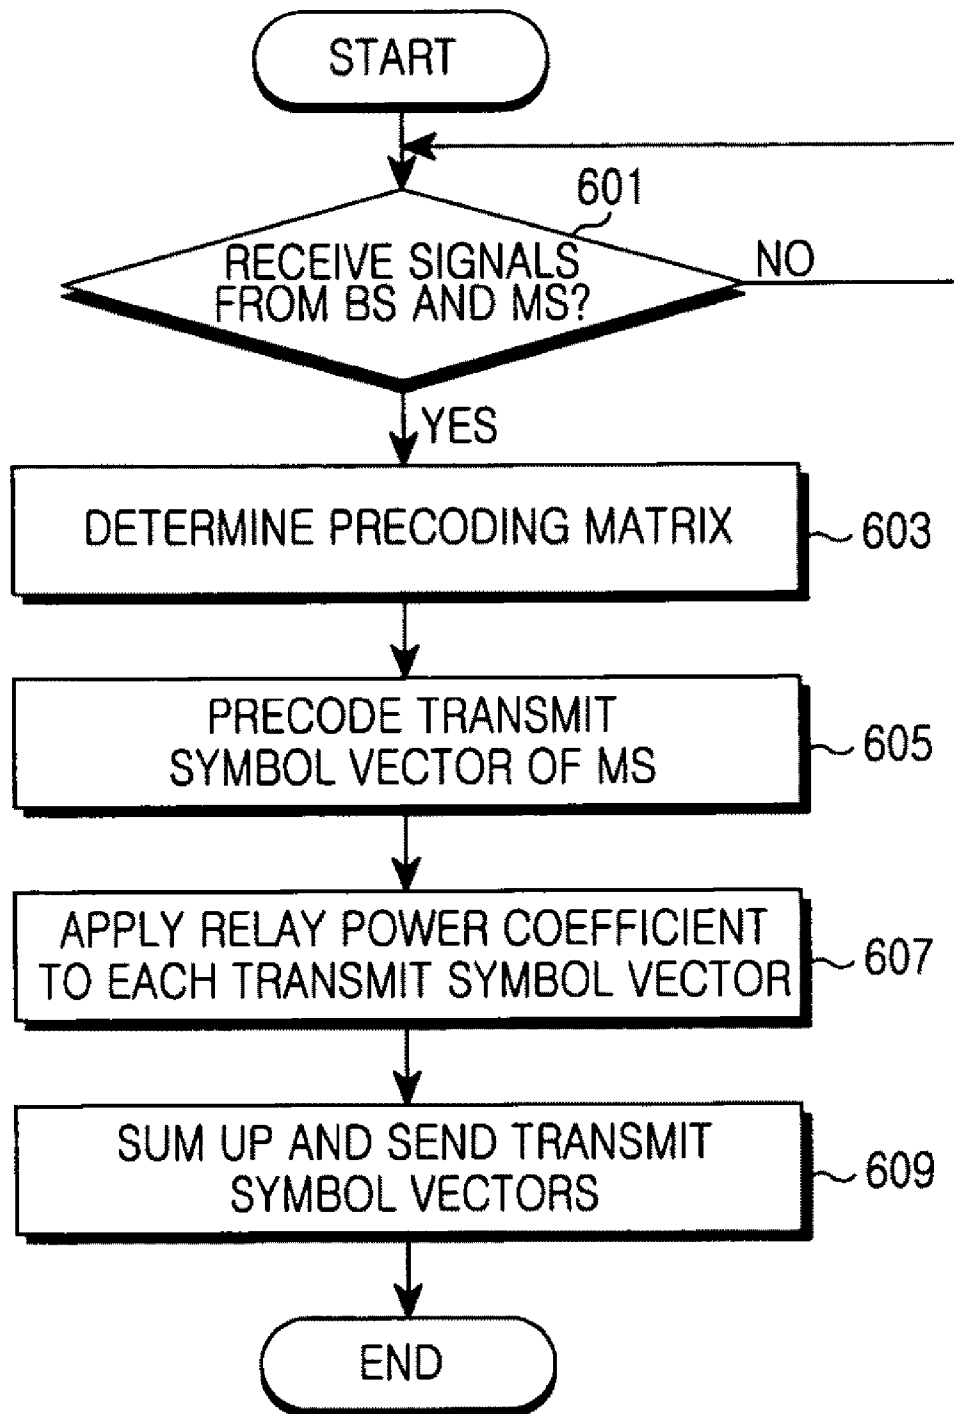 START
601
RECEIVE SIGNALS
FROM BS AND MS?
NO
YES
DETERMINE PRECODING MATRIX
603
PRECODE TRANSMIT
SYMBOL VECTOR OF MS
605
APPLY RELAY POWER COEFFICIENT
TO EACH TRANSMIT SYMBOL VECTOR
607
SUM UP AND SEND TRANSMIT
SYMBOL VECTORS
609
END